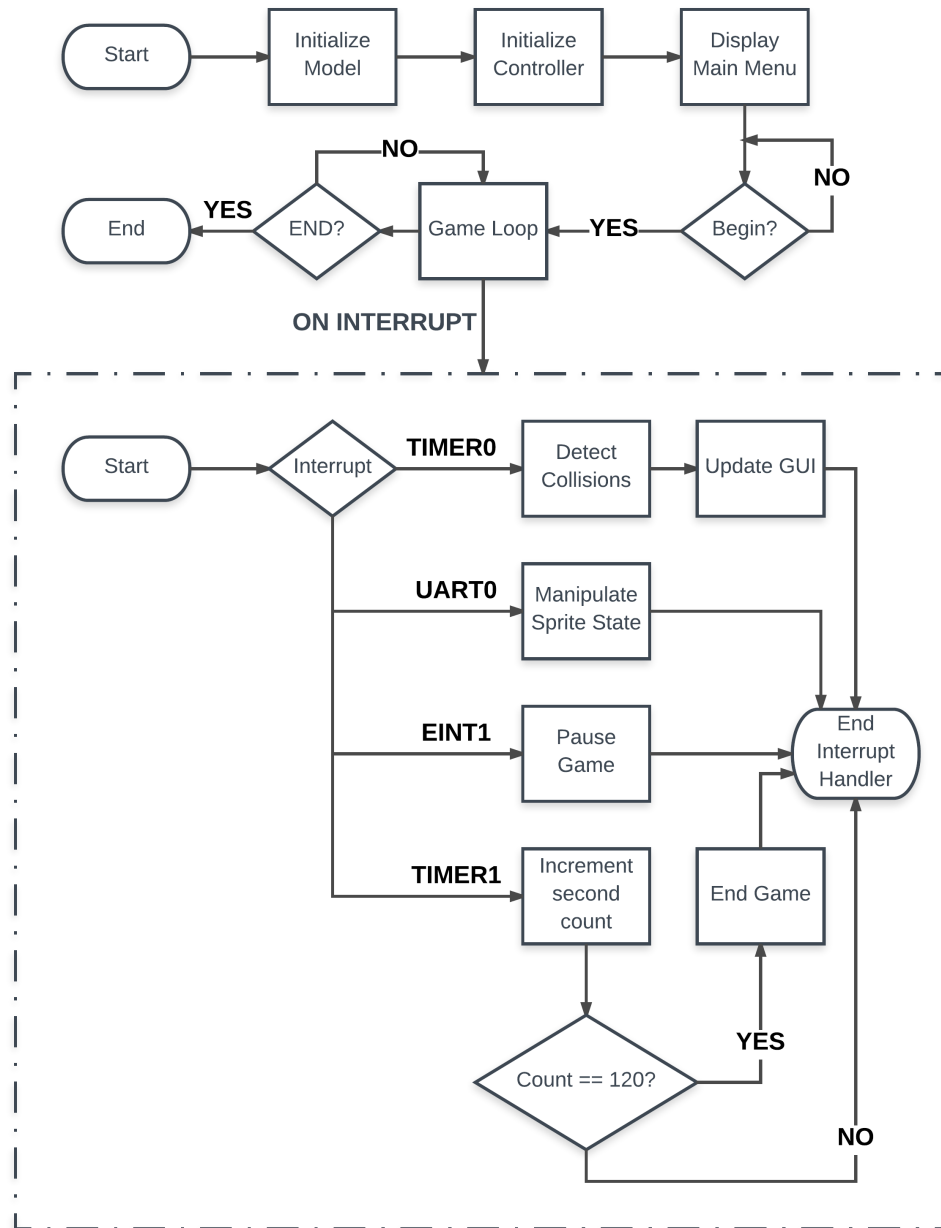 Start
Initialize
Model
Initialize
Controller
Display
Main Menu
NO
NO
YES
End
END?
Game Loop
YES
Begin?
ON INTERRUPT
Start
Interrupt
TIMER0
Detect
Collisions
Update GUI
UART0
Manipulate
Sprite State
EINT1
Pause
Game
End
Interrupt
Handler
TIMER1
Increment
second
count
End Game
YES
Count == 120?
NO